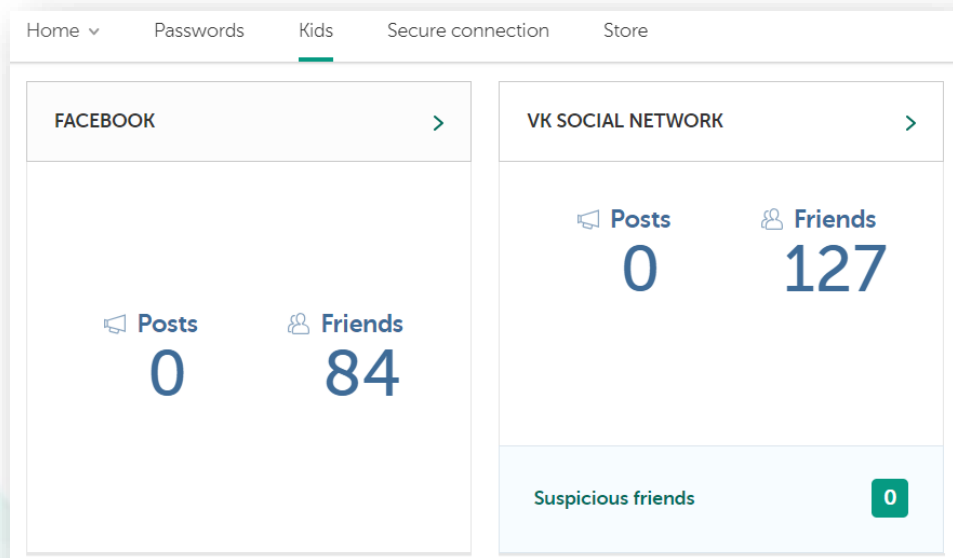 Home Passwords Kids Secure connection Store
FACEBOOK
Posts Friends
0 84
VK SOCIAL NETWORK
Posts Friends
0 127
Suspicious friends 0